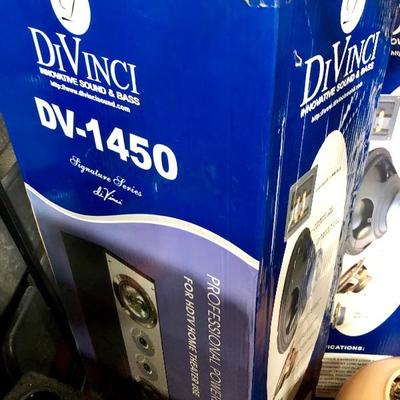 DIVINCI
INNOVATIVE SOUND & BASS
http://www.divincisound.com
DV-1450
Signature Series
diVinci
PROFESSIONAL POWER
FOR HDTV HOME THEATER USE
DIVINCI
INNOVATIVE SOUND & BASS
http://www.divincisound.com
FICATIONS: